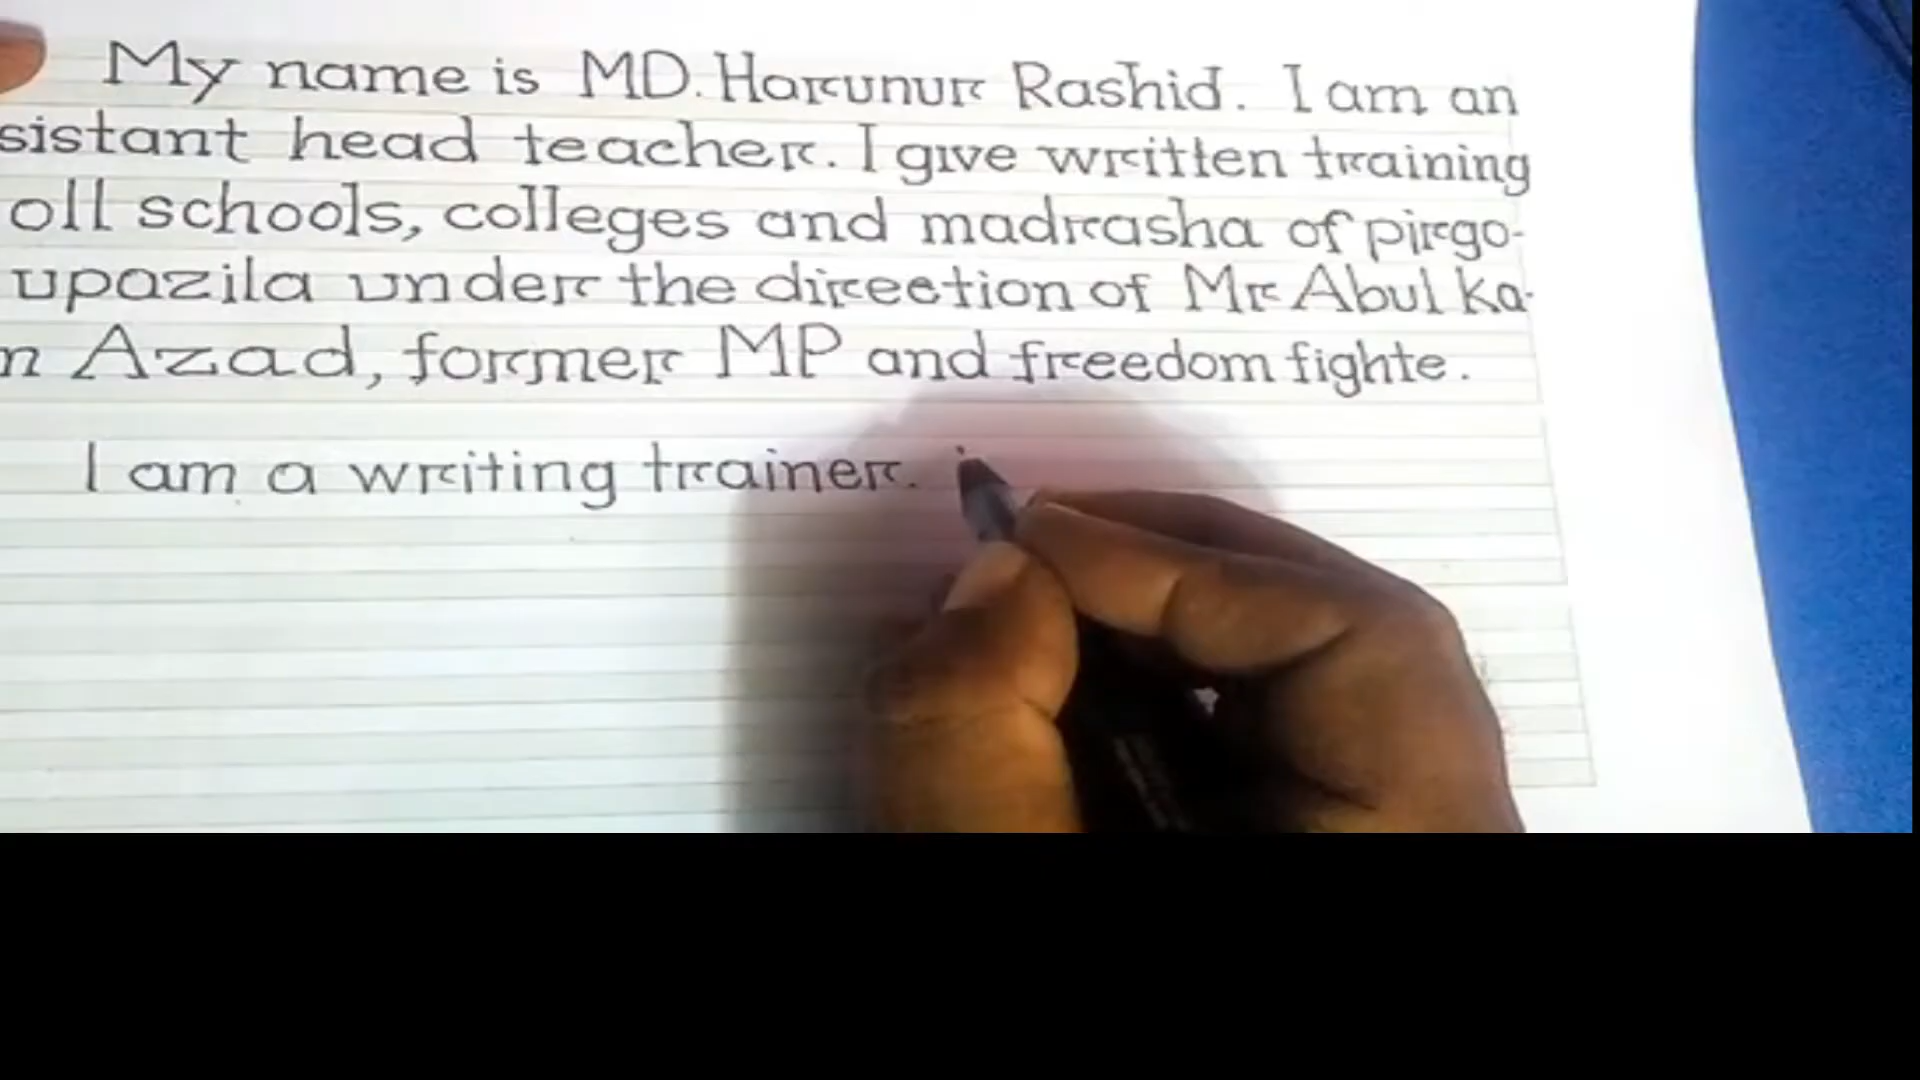 My name is MD. Harunur Rashid. I am an
sistant head teacher. I give written training
oll schools, colleges and madrasha of pirgo-
upazila under the direetion of Mr Abul ka-
n Azad, former MP and freedom fighte.
I am a writing trainer.